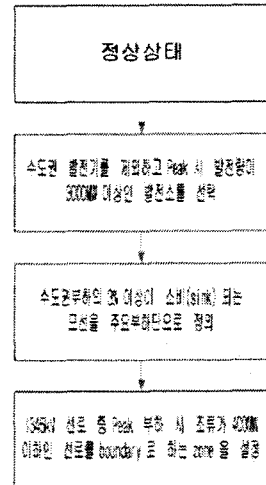 정상상태
수도권 발전기를 제외하고 Peak 시 발전량이
3000MW 이상인 발전소를 선택
수도권부하의 3% 이상이 소비(sink) 되는
모선을 주요부하단으로 정의
345kV 선로 중 Peak 부하 시 조류가 400MW
이하인 선로를 boundary 로 하는 zone 을 설정